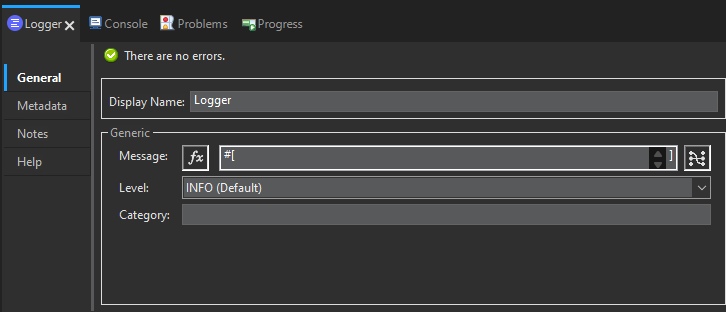 Logger Console Problems Progress
There are no errors.
General
Metadata
Notes
Help
Display Name: Logger
Generic
Message: fx #[ ]
Level: INFO (Default)
Category: